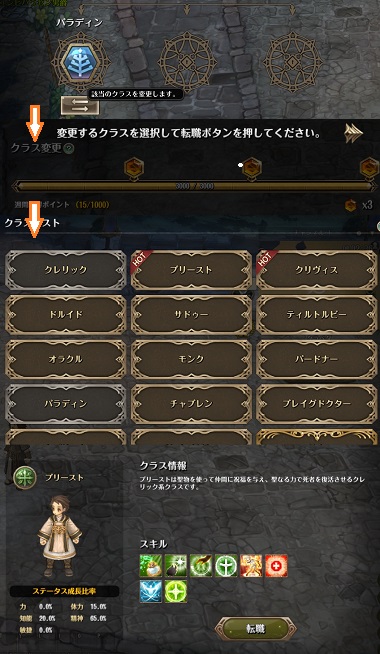 パラディン
該当のクラスを変更します。
変更するクラスを選択して転職ボタンを押してください。
クラス変更
3000 / 3000
ポイント (15/1000)
x3
クラ スト
クレリック
HOT
プリースト
HOT
クリヴィス
ドルイド
サドゥー
ティルトルビー
オラクル
モンク
パードナー
パラディン
チャプレン
プレイグドクター
プリースト
クラス情報
プリーストは聖物を使って仲間に祝福を与え、聖なる力で死者を復活させるクレ
リック系クラスです。
スキル
ステータス成長比率
力 0.0% 体力 15.0%
知能 20.0% 精神 65.0%
敏捷 0.0%
転職